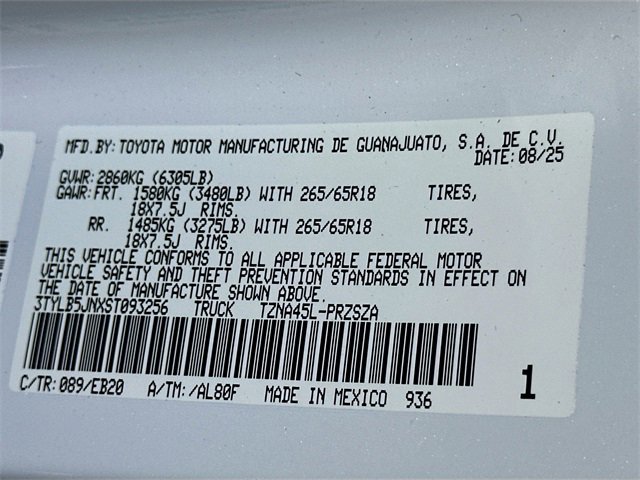 MFD.BY:TOYOTA MOTOR MANUFACTURING DE GUANAJUATO, S.A. DE C.V.
DATE:08/25
GVWR:2860KG (6305LB)
GAWR:FRT. 1580KG (3480LB) WITH 265/65R18 TIRES,
18X7.5J RIMS.
RR. 1485KG (3275LB) WITH 265/65R18 TIRES,
18X7.5J RIMS.
THIS VEHICLE CONFORMS TO ALL APPLICABLE FEDERAL MOTOR
VEHICLE SAFETY AND THEFT PREVENTION STANDARDS IN EFFECT ON
THE DATE OF MANUFACTURE SHOWN ABOVE.
3TYLB5JNXST093256 TRUCK TZNA45L-PRZSZA
C/TR:089/EB20 A/TM:/AL80F MADE IN MEXICO 936 1